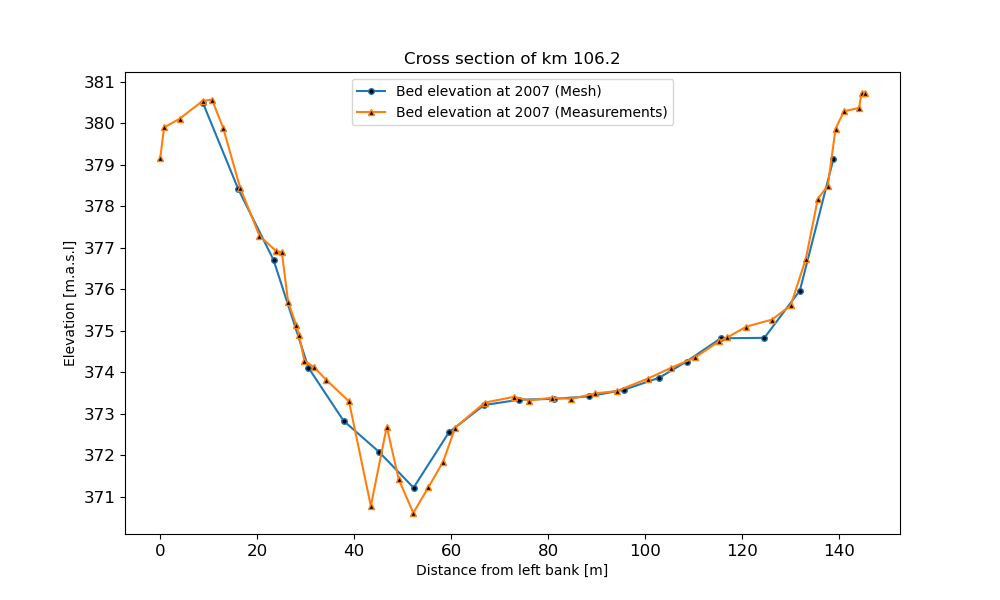 Cross section of km 106.2
Bed elevation at 2007 (Mesh)
Bed elevation at 2007 (Measurements)
Elevation [m.a.s.l]
381
380
379
378
377
376
375
374
373
372
371
0 20 40 60 80 100 120 140
Distance from left bank [m]